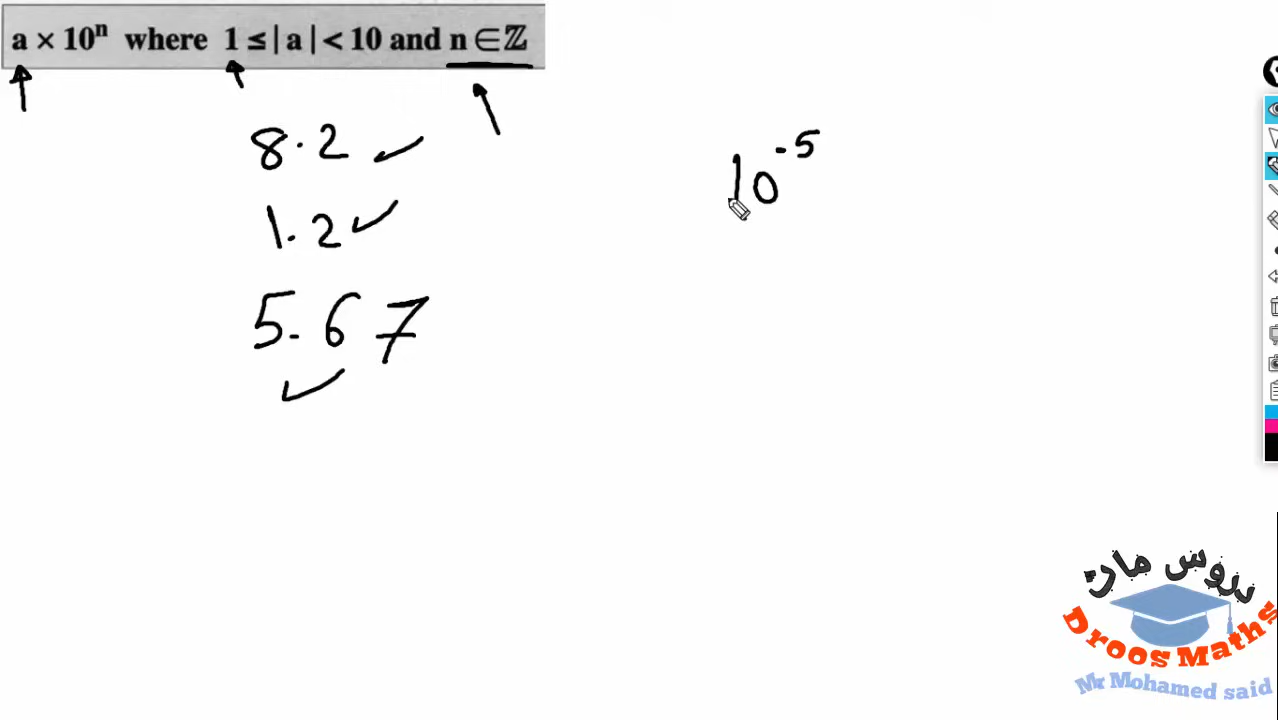 a × 10ⁿ where 1 ≤ | a | < 10 and n ∈ ℤ
8.2
1.2
5.67
10⁻⁵
دروس ماث
Droos Maths
Mr Mohamed said